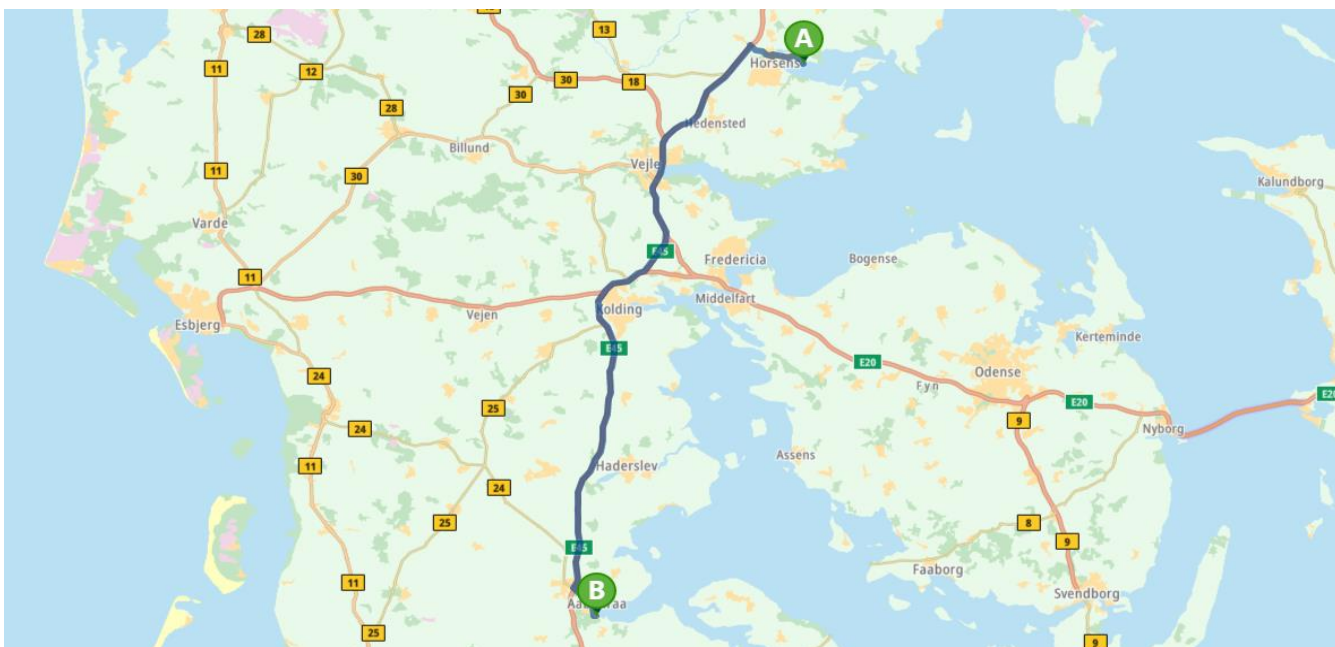 28
13
A
11
12
Horsens
30
18
30
28
Hedensted
Billund
Vejle
11
30
Kalundborg
Varde
E45
Fredericia
Bogense
11
Middelfart
Esbjerg
Vejen
Kolding
Kerteminde
E45
E20
24
Odense
Fyn
25
E20
E20
24
9
Nyborg
Assens
11
Haderslev
24
25
8
9
E45
Faaborg
11
B
Svendborg
25
9